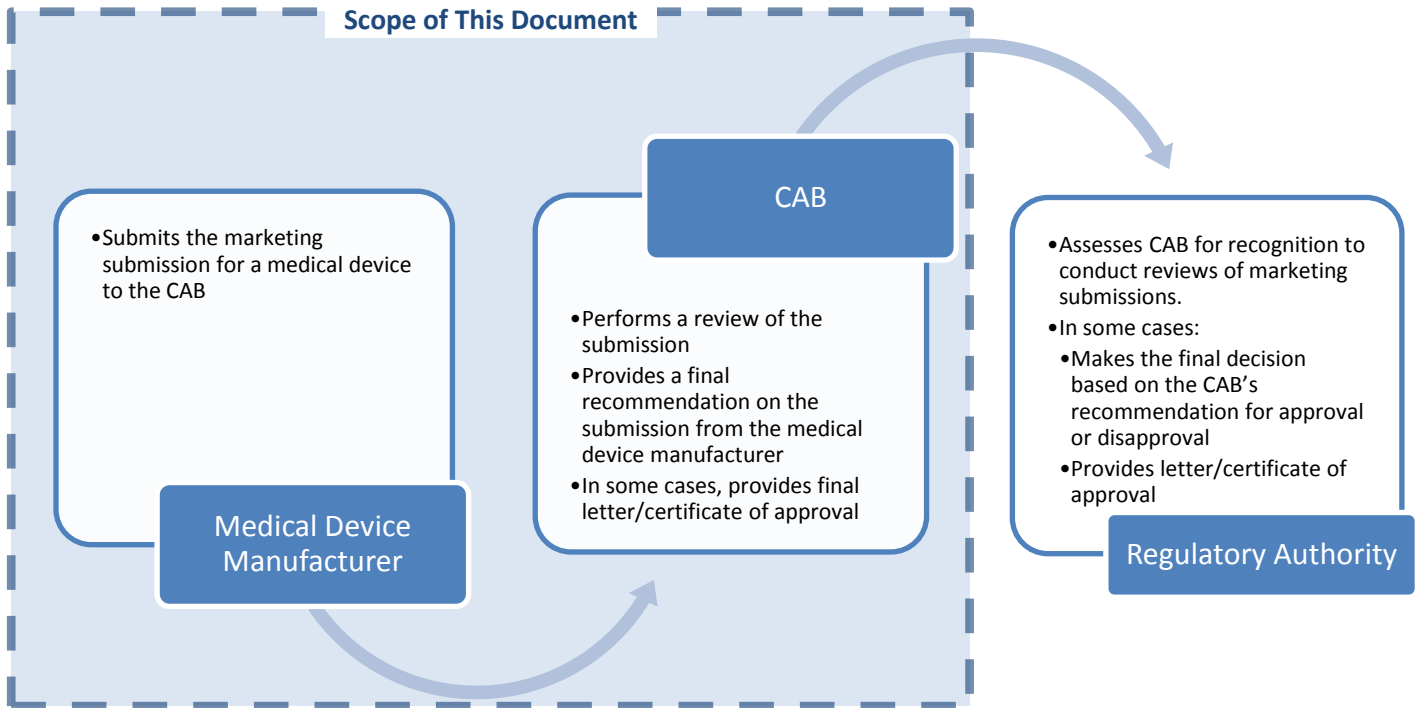 Scope of This Document
•Submits the marketing
submission for a medical device
to the CAB
Medical Device
Manufacturer
CAB
•Performs a review of the
submission
•Provides a final
recommendation on the
submission from the medical
device manufacturer
•In some cases, provides final
letter/certificate of approval
•Assesses CAB for recognition to
conduct reviews of marketing
submissions.
•In some cases:
•Makes the final decision
based on the CAB’s
recommendation for approval
or disapproval
•Provides letter/certificate of
approval
Regulatory Authority